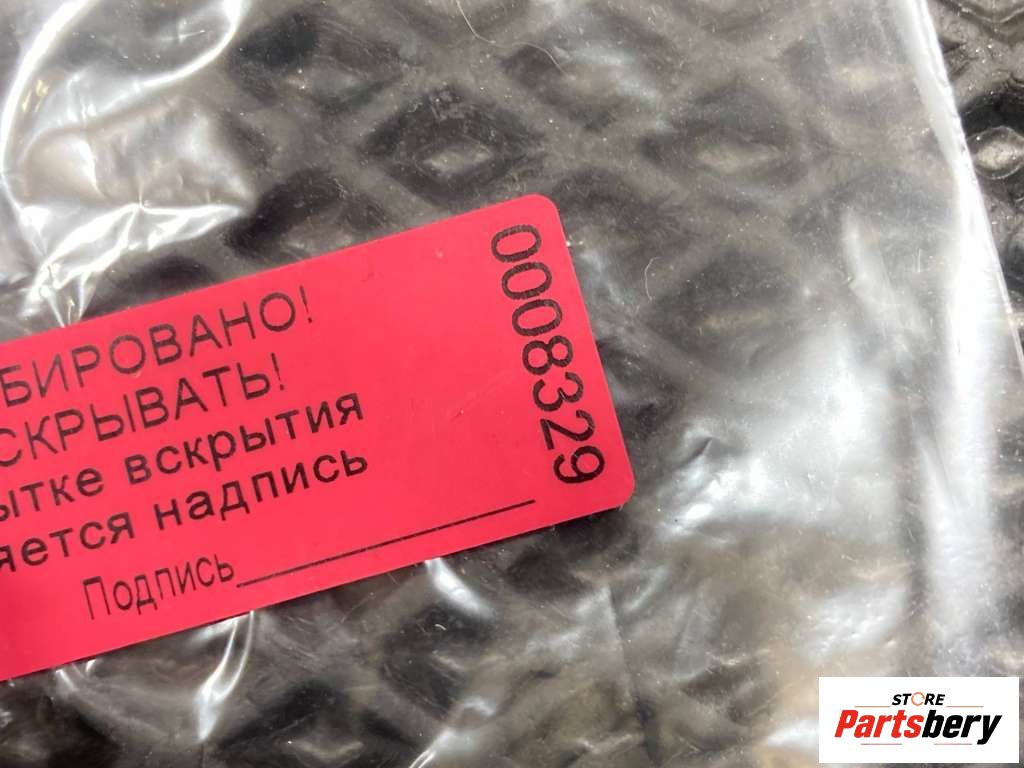 БИРОВАНО!
СКРЫВАТЬ!
ытке вскрытия
яется надпись
Подпись
0008329
STORE
Partsbery